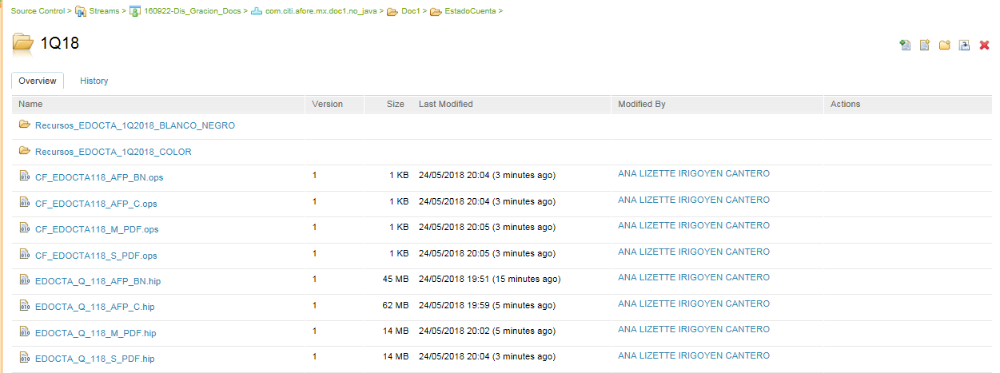 Source Control > Streams > 160922-Dis_Gracion_Docs > com.citi.afore.mx.doc1.no_java > Doc1 > EstadoCuenta >
1Q18
Overview History
Name Version Size Last Modified Modified By Actions
Recursos_EDOCTA_1Q2018_BLANCO_NEGRO
Recursos_EDOCTA_1Q2018_COLOR
CF_EDOCTA118_AFP_BN.ops 1 1 KB 24/05/2018 20:04 (3 minutes ago) ANA LIZETTE IRIGOYEN CANTERO
CF_EDOCTA118_AFP_C.ops 1 1 KB 24/05/2018 20:04 (3 minutes ago) ANA LIZETTE IRIGOYEN CANTERO
CF_EDOCTA118_M_PDF.ops 1 1 KB 24/05/2018 20:05 (3 minutes ago) ANA LIZETTE IRIGOYEN CANTERO
CF_EDOCTA118_S_PDF.ops 1 1 KB 24/05/2018 20:05 (3 minutes ago) ANA LIZETTE IRIGOYEN CANTERO
EDOCTA_Q_118_AFP_BN.hip 1 45 MB 24/05/2018 19:51 (15 minutes ago) ANA LIZETTE IRIGOYEN CANTERO
EDOCTA_Q_118_AFP_C.hip 1 62 MB 24/05/2018 19:59 (5 minutes ago) ANA LIZETTE IRIGOYEN CANTERO
EDOCTA_Q_118_M_PDF.hip 1 14 MB 24/05/2018 20:02 (5 minutes ago) ANA LIZETTE IRIGOYEN CANTERO
EDOCTA_Q_118_S_PDF.hip 1 14 MB 24/05/2018 20:04 (3 minutes ago) ANA LIZETTE IRIGOYEN CANTERO